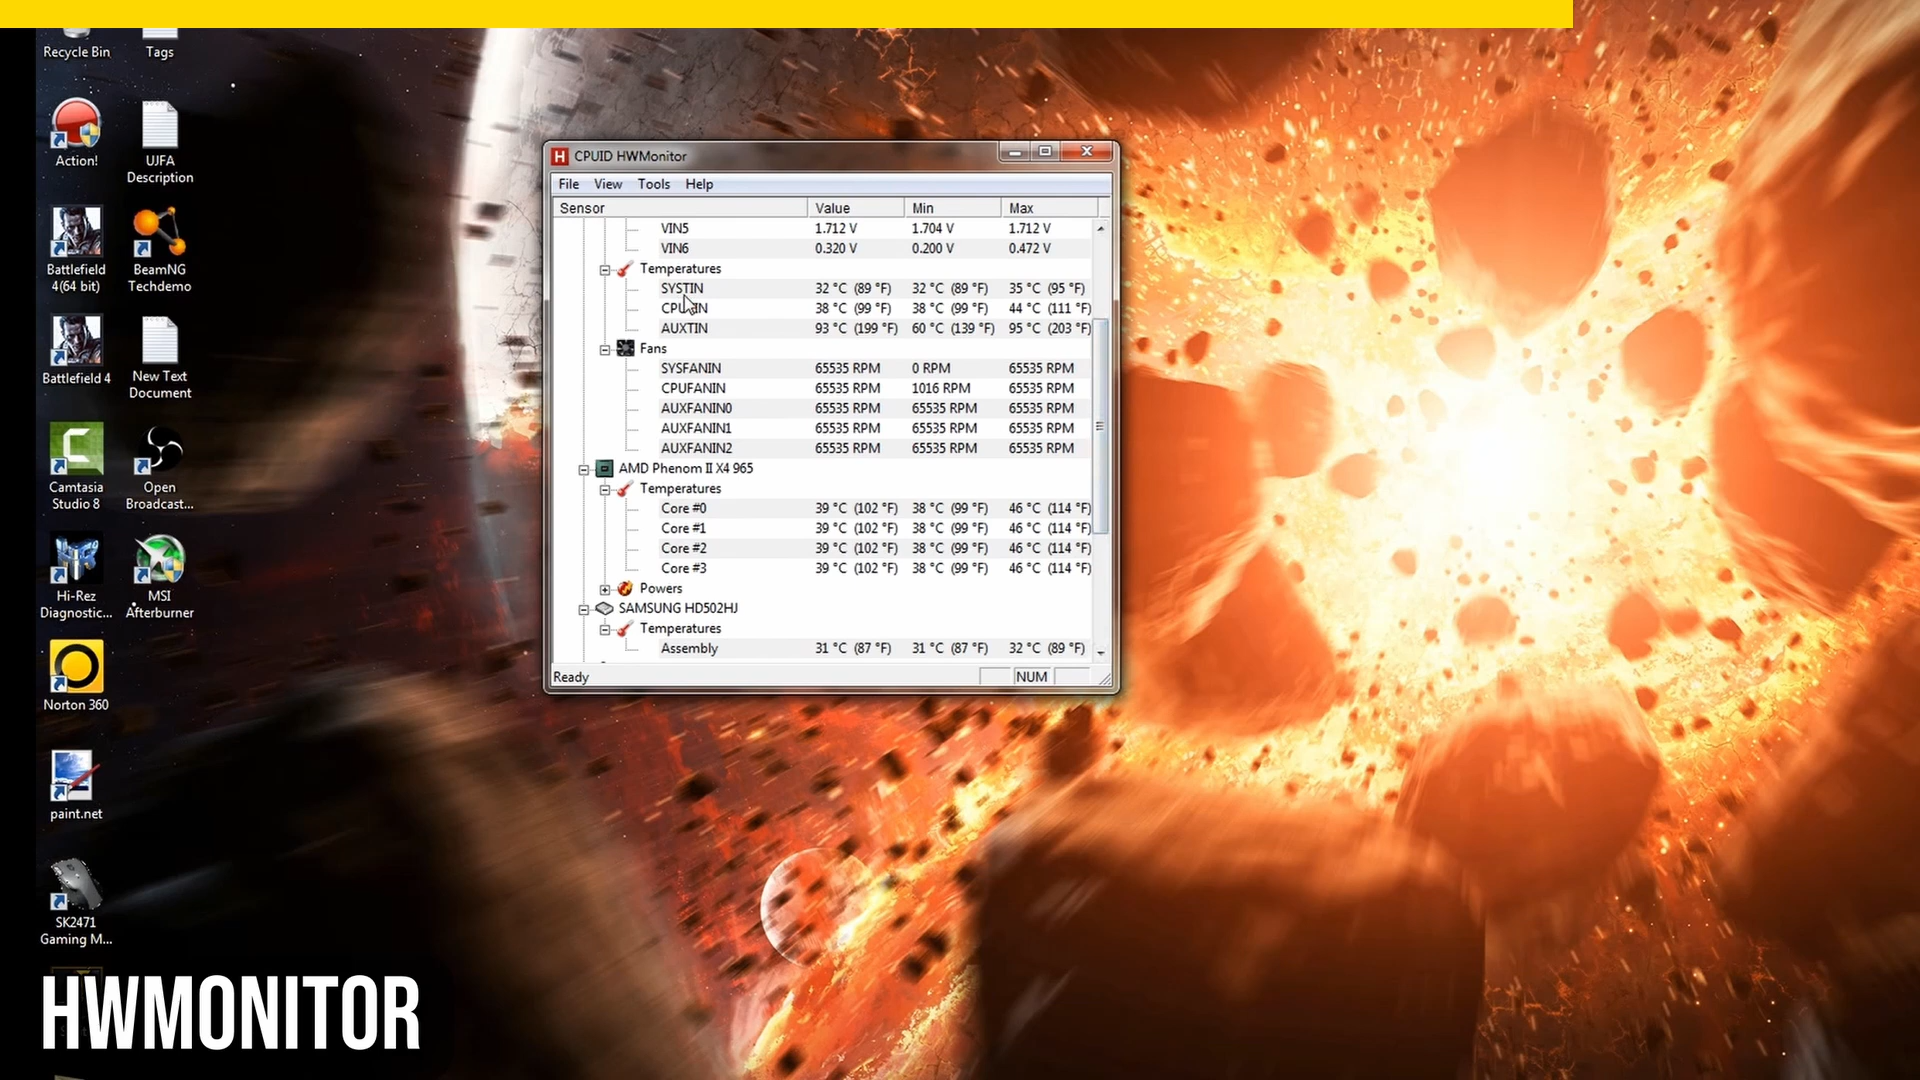 Recycle Bin
Tags
Action!
UJFA
Description
Battlefield
4(64 bit)
BeamNG
Techdemo
Battlefield 4
New Text
Document
Camtasia
Studio 8
Open
Broadcast...
Hi-Rez
Diagnostic...
MSI
Afterburner
Norton 360
paint.net
SK2471
Gaming M...
CPUID HWMonitor
File View Tools Help
Sensor Value Min Max
VIN5 1.712 V 1.704 V 1.712 V
VIN6 0.320 V 0.200 V 0.472 V
Temperatures
SYSTIN 32 °C (89 °F) 32 °C (89 °F) 35 °C (95 °F)
CPUTIN 38 °C (99 °F) 38 °C (99 °F) 44 °C (111 °F)
AUXTIN 93 °C (199 °F) 60 °C (139 °F) 95 °C (203 °F)
Fans
SYSFANIN 65535 RPM 0 RPM 65535 RPM
CPUFANIN 65535 RPM 1016 RPM 65535 RPM
AUXFANIN0 65535 RPM 65535 RPM 65535 RPM
AUXFANIN1 65535 RPM 65535 RPM 65535 RPM
AUXFANIN2 65535 RPM 65535 RPM 65535 RPM
AMD Phenom II X4 965
Temperatures
Core #0 39 °C (102 °F) 38 °C (99 °F) 46 °C (114 °F)
Core #1 39 °C (102 °F) 38 °C (99 °F) 46 °C (114 °F)
Core #2 39 °C (102 °F) 38 °C (99 °F) 46 °C (114 °F)
Core #3 39 °C (102 °F) 38 °C (99 °F) 46 °C (114 °F)
Powers
SAMSUNG HD502HJ
Temperatures
Assembly 31 °C (87 °F) 31 °C (87 °F) 32 °C (89 °F)
Ready NUM
HWMONITOR